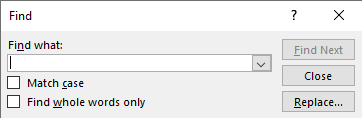 Find
?
Find what:
Find Next
Match case
Close
Find whole words only
Replace...